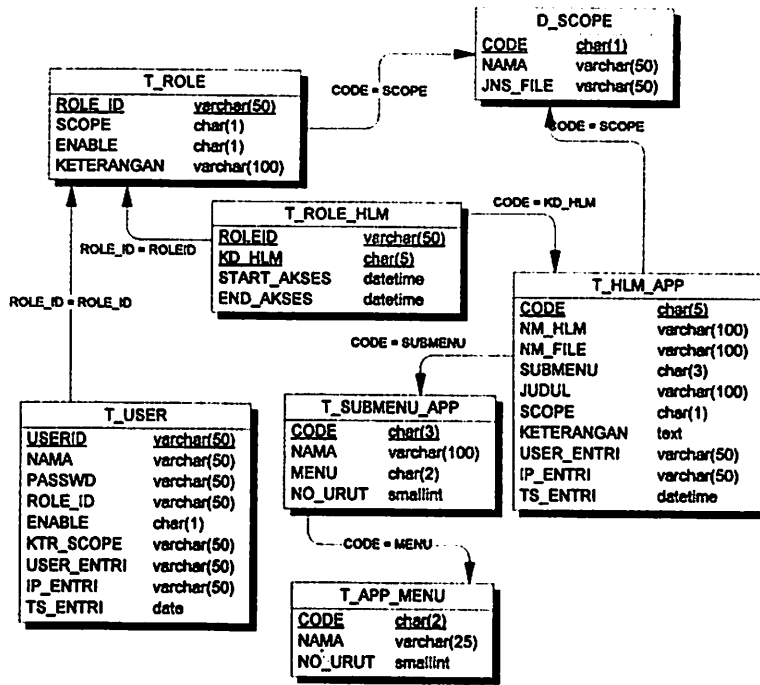 D_SCOPE
CODE char(1)
NAMA varchar(50)
JNS_FILE varchar(50)
CODE = SCOPE
T_ROLE
ROLE_ID varchar(50)
SCOPE char(1)
ENABLE char(1)
KETERANGAN varchar(100)
CODE = SCOPE
T_ROLE_HLM
ROLEID varchar(50)
KD_HLM char(5)
START_AKSES datetime
END_AKSES datetime
CODE = KD_HLM
ROLE_ID = ROLEID
ROLE_ID = ROLE_ID
T_HLM_APP
CODE char(5)
NM_HLM varchar(100)
NM_FILE varchar(100)
SUBMENU char(3)
JUDUL varchar(100)
SCOPE char(1)
KETERANGAN text
USER_ENTRI varchar(50)
IP_ENTRI varchar(50)
TS_ENTRI datetime
CODE = SUBMENU
T_SUBMENU_APP
CODE char(3)
NAMA varchar(100)
MENU char(2)
NO_URUT smallint
T_USER
USERID varchar(50)
NAMA varchar(50)
PASSWD varchar(50)
ROLE_ID varchar(50)
ENABLE char(1)
KTR_SCOPE varchar(50)
USER_ENTRI varchar(50)
IP_ENTRI varchar(50)
TS_ENTRI date
CODE = MENU
T_APP_MENU
CODE char(2)
NAMA varchar(25)
NO_URUT smallint